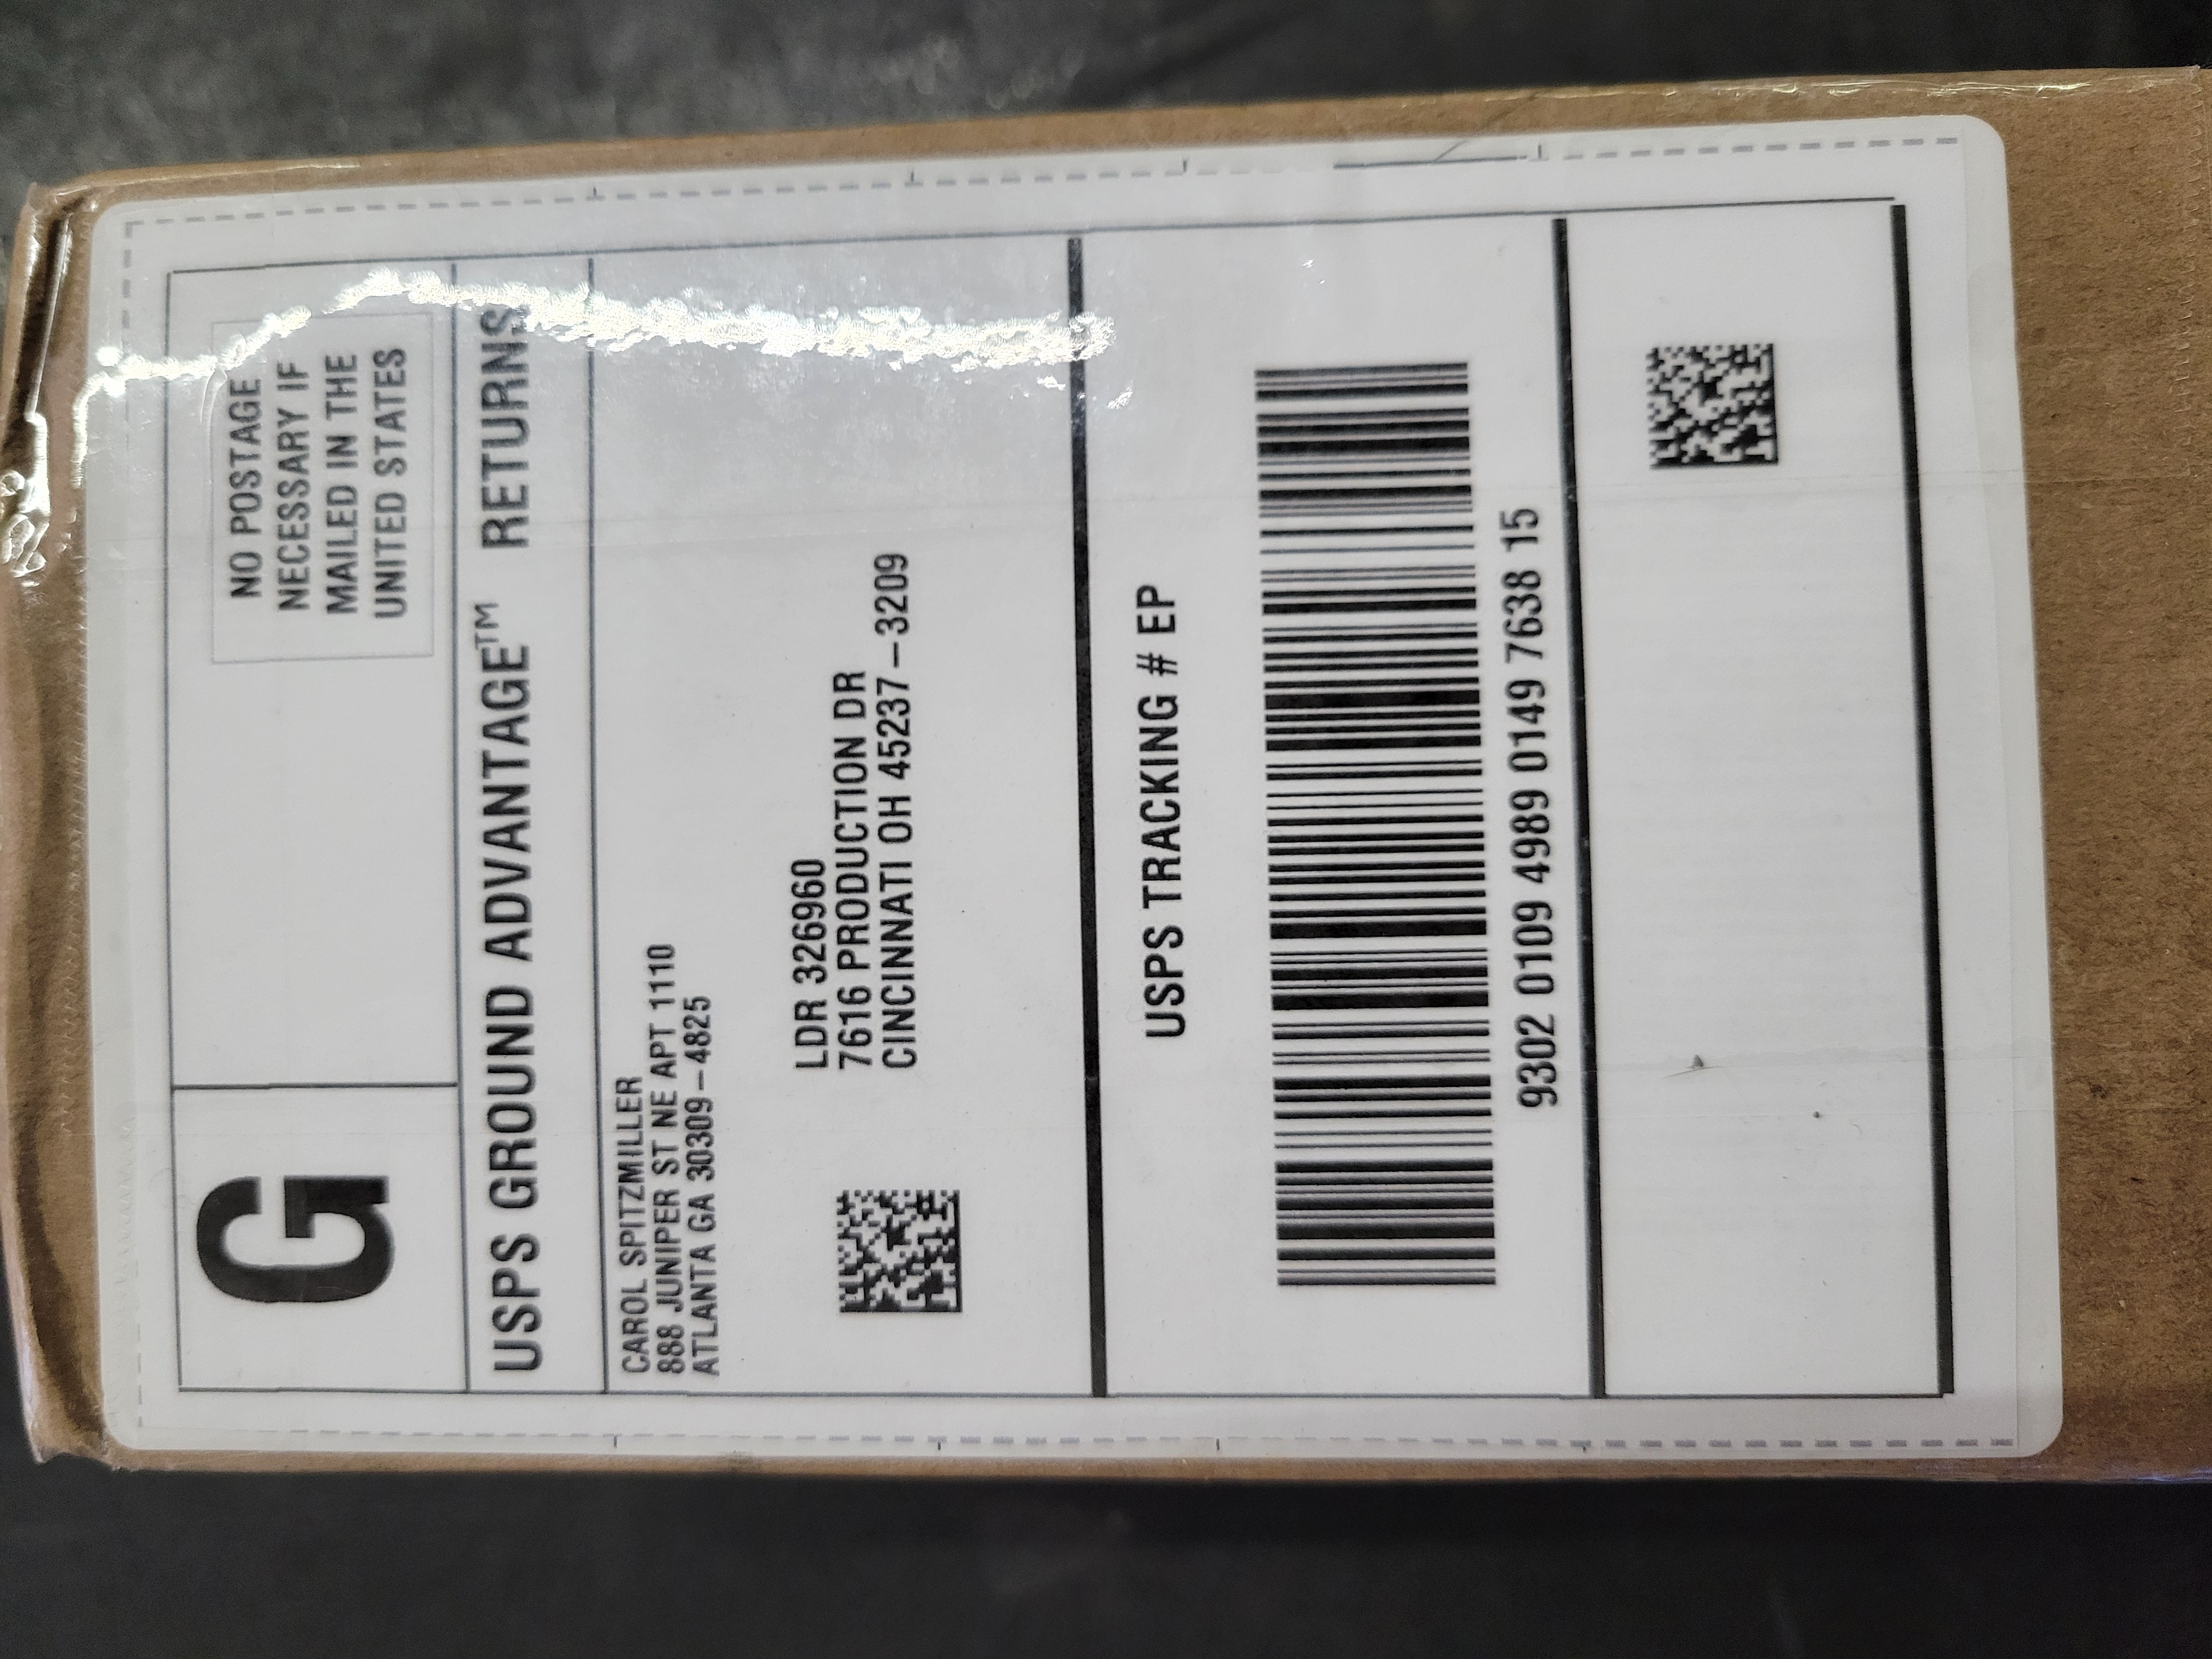 G
NO POSTAGE
NECESSARY IF
MAILED IN THE
UNITED STATES
USPS GROUND ADVANTAGE™ RETURNS
CAROL SPITZMILLER
888 JUNIPER ST NE APT 1110
ATLANTA GA 30309-4825
LDR 326960
7616 PRODUCTION DR
CINCINNATI OH 45237-3209
USPS TRACKING # EP
9302 0109 4989 0149 7638 15